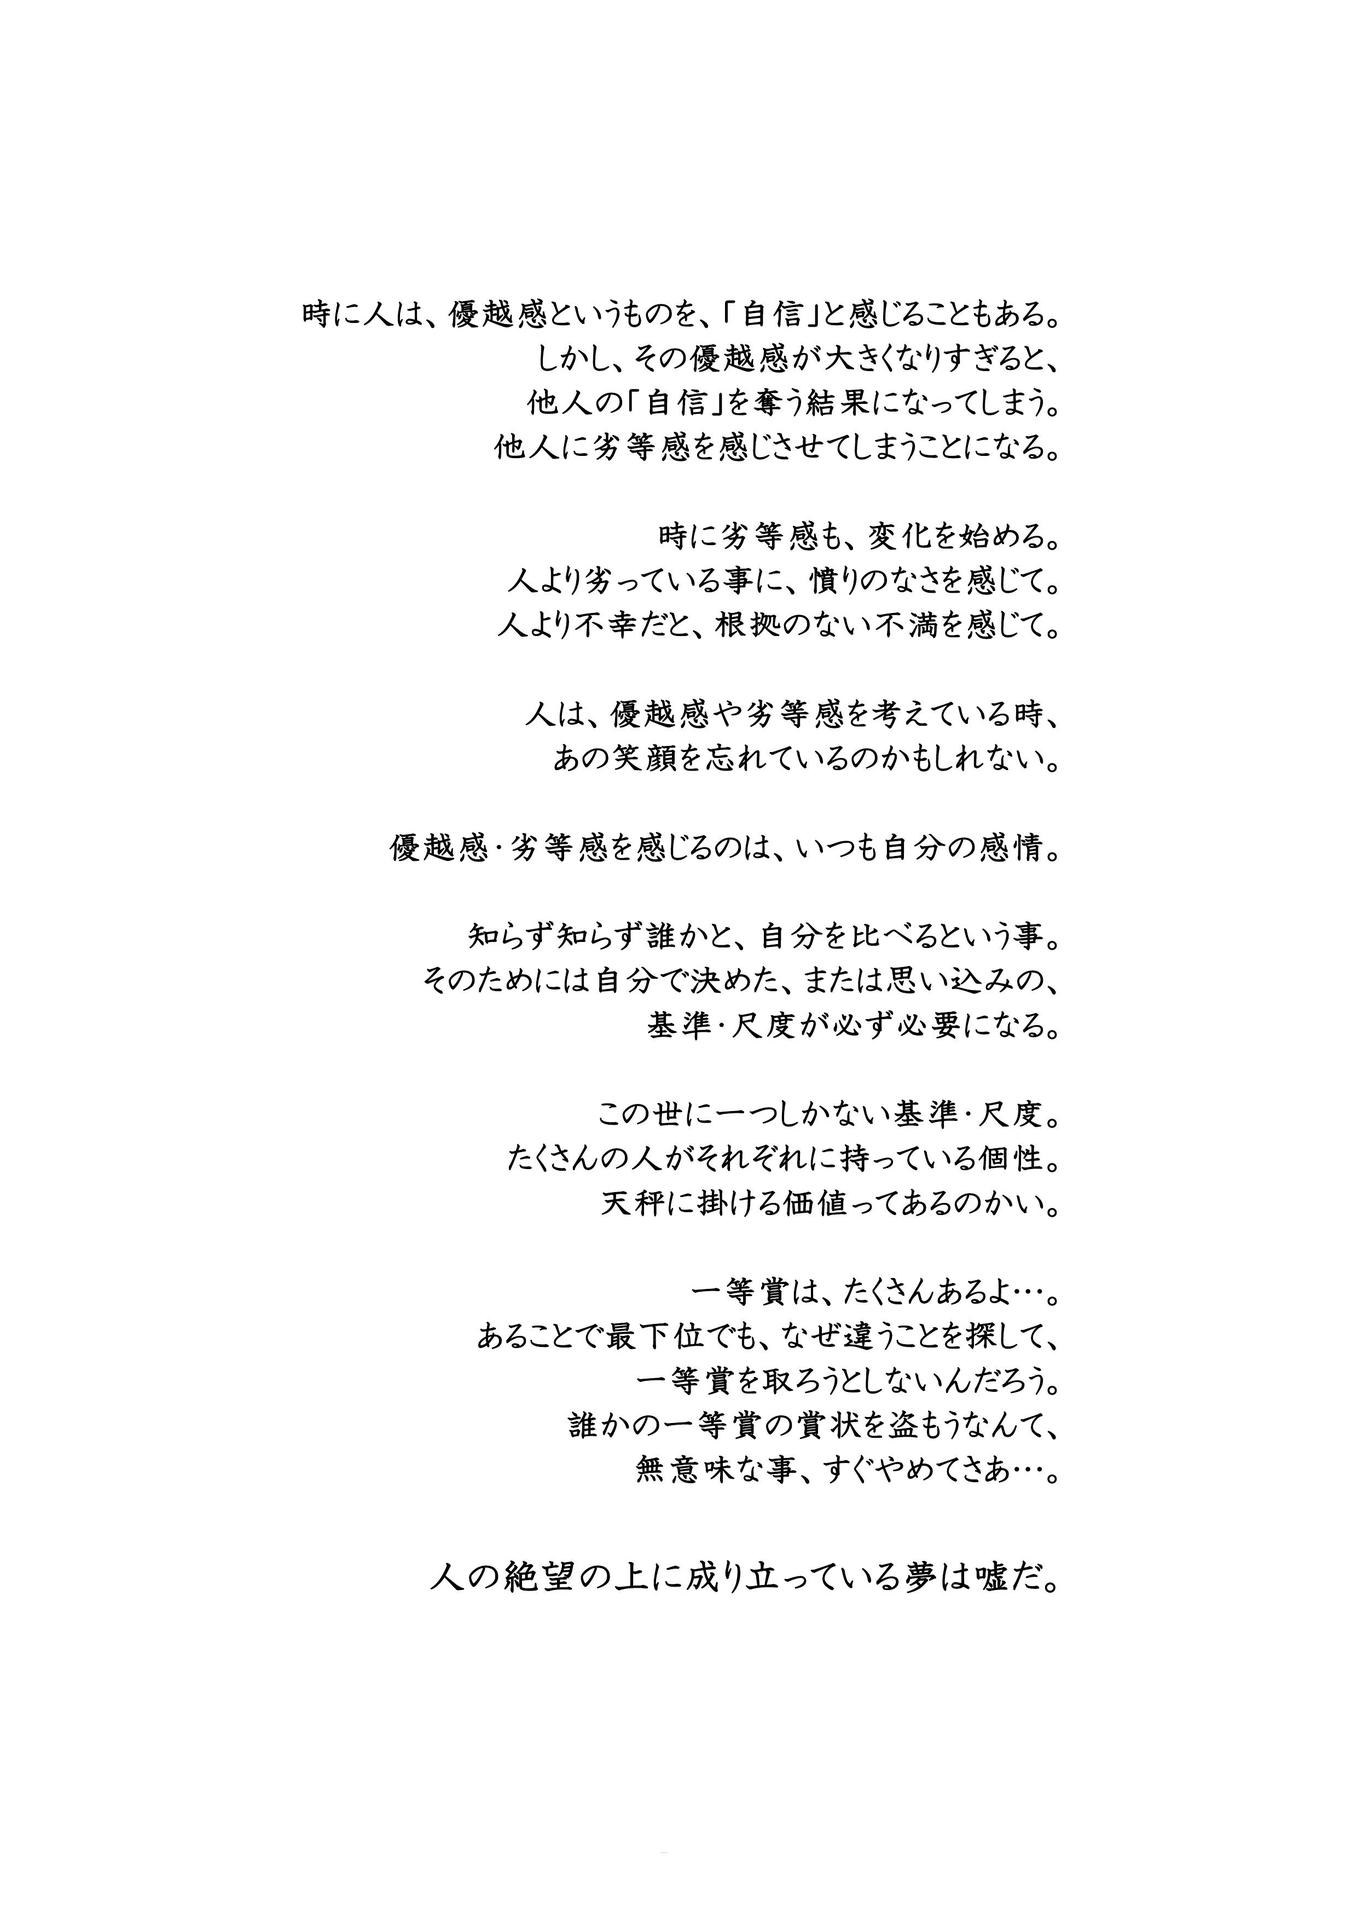 時に人は、優越感というものを、「自信」と感じることもある。
しかし、その優越感が大きくなりすぎると、
他人の「自信」を奪う結果になってしまう。
他人に劣等感を感じさせてしまうことになる。
時に劣等感も、変化を始める。
人より劣っている事に、憤りのなさを感じて。
人より不幸だと、根拠のない不満を感じて。
人は、優越感や劣等感を考えている時、
あの笑顔を忘れているのかもしれない。
優越感・劣等感を感じるのは、いつも自分の感情。
知らず知らず誰かと、自分を比べるという事。
そのためには自分で決めた、または思い込みの、
基準・尺度が必ず必要になる。
この世に一つしかない基準・尺度。
たくさんの人がそれぞれに持っている個性。
天秤に掛ける価値ってあるのかい。
一等賞は、たくさんあるよ…。
あることで最下位でも、なぜ違うことを探して、
一等賞を取ろうとしないんだろう。
誰かの一等賞の賞状を盗もうなんて、
無意味な事、すぐやめてさあ…。
人の絶望の上に成り立っている夢は嘘だ。